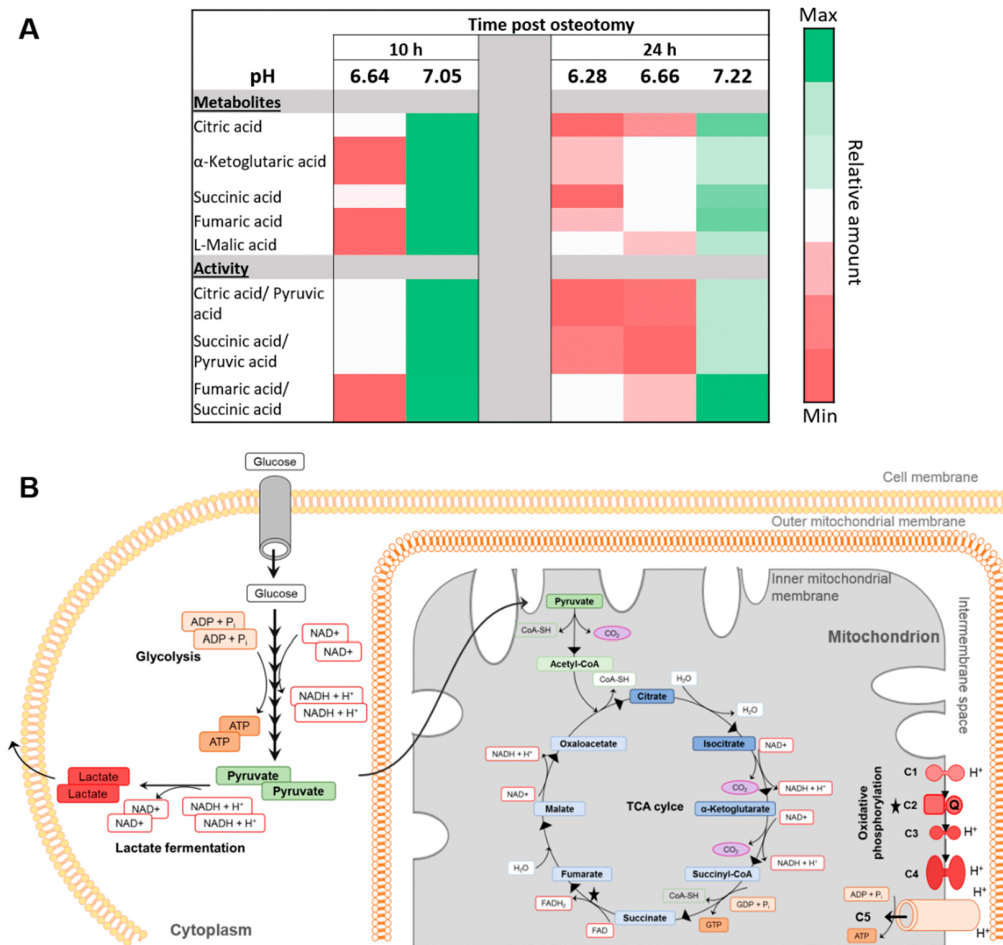 A
Time post osteotomy
10 h
24 h
pH
6.64
7.05
6.28
6.66
7.22
Metabolites
Citric acid
α-Ketoglutaric acid
Succinic acid
Fumaric acid
L-Malic acid
Activity
Citric acid/ Pyruvic
acid
Succinic acid/
Pyruvic acid
Fumaric acid/
Succinic acid
Max
Relative amount
Min
B
Glucose
Cell membrane
Outer mitochondrial membrane
Inner mitochondrial
membrane
Intermembrane space
Mitochondrion
Glucose
ADP + Pi
ADP + Pi
Glycolysis
NAD+
NAD+
NADH + H+
NADH + H+
ATP
ATP
Pyruvate
Pyruvate
Lactate
Lactate
NAD+
NAD+
NADH + H+
NADH + H+
Lactate fermentation
Cytoplasm
Pyruvate
CoA-SH
CO2
Acetyl-CoA
CoA-SH
H2O
Citrate
H2O
Oxaloacetate
Isocitrate
NAD+
NADH + H+
CO2
NADH + H+
NAD+
Malate
TCA cylce
α-Ketoglutarate
NAD+
H2O
CO2
NADH + H+
Fumarate
Succinyl-CoA
CoA-SH
FADH2
GDP + Pi
Succinate
FAD
GTP
Oxidative
phosphorylation
C1
H+
C2
Q
C3
H+
C4
H+
H+
ADP + Pi
C5
ATP
H+